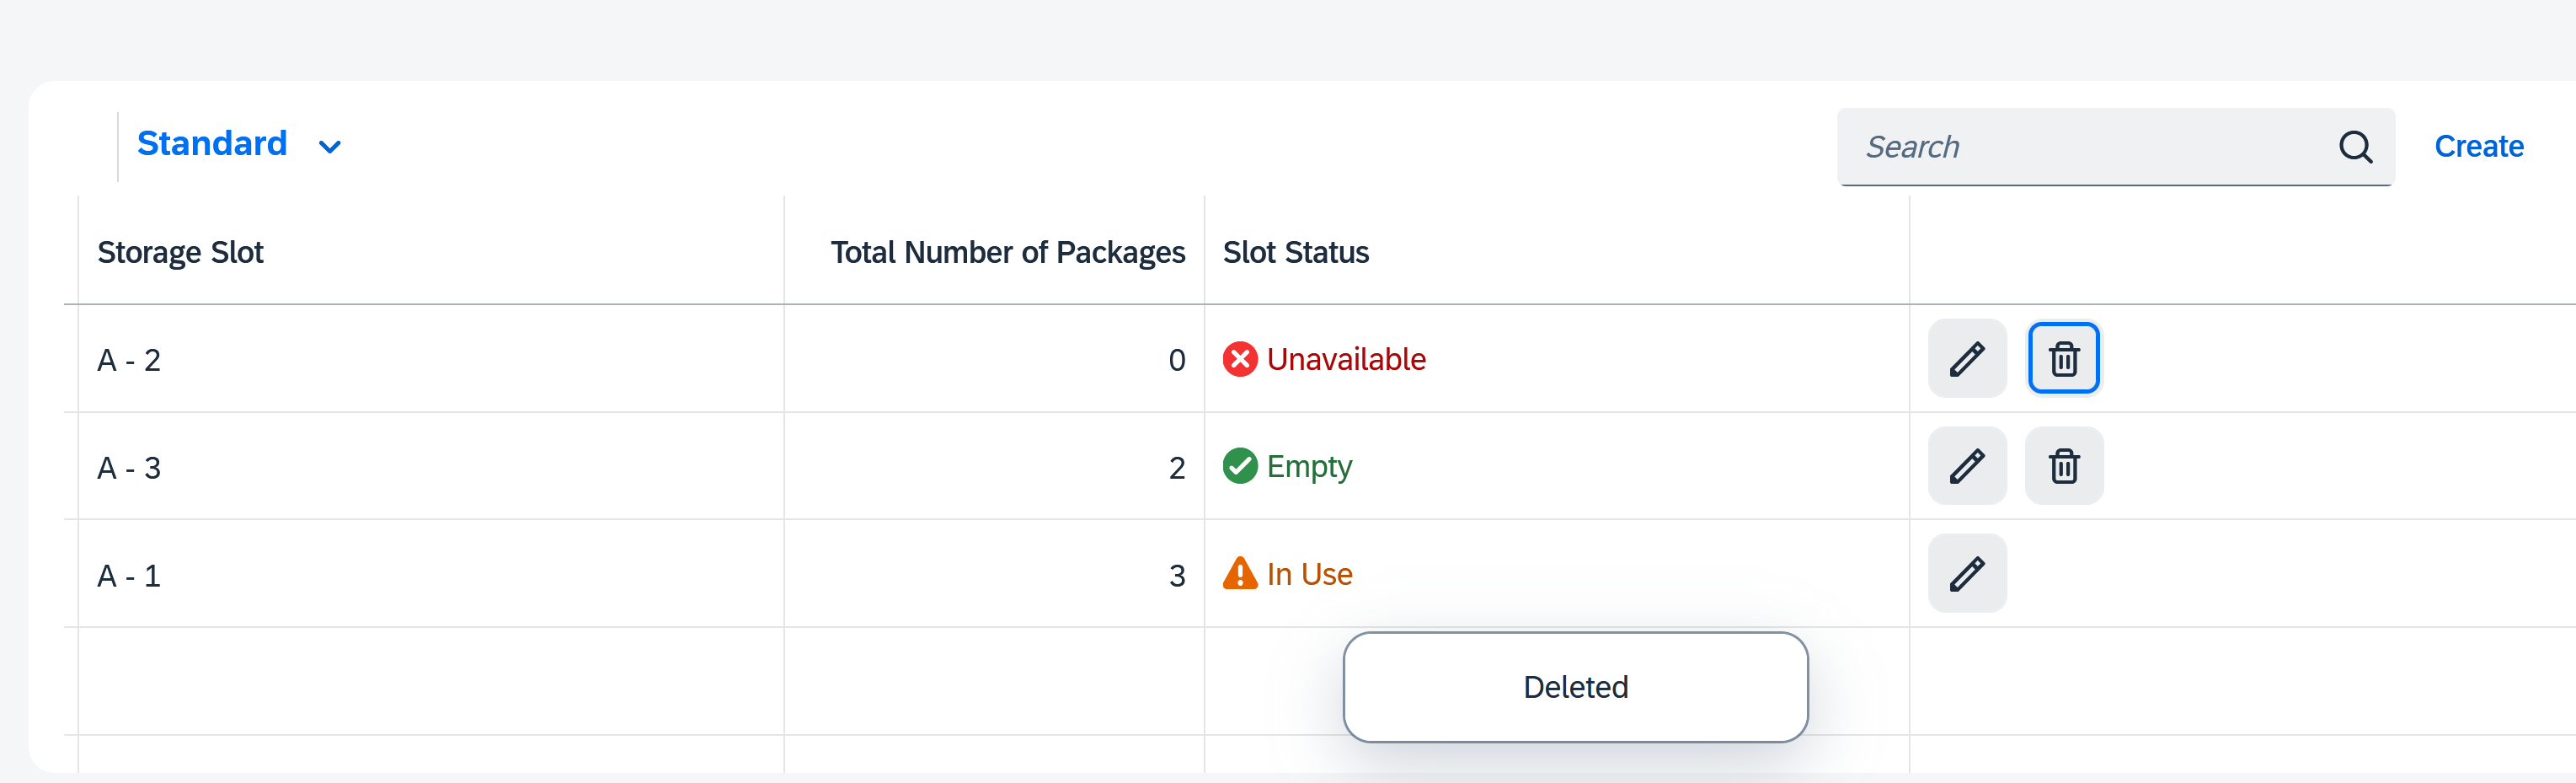 Standard
Search
Create
Storage Slot
Total Number of Packages
Slot Status
A - 2
0
Unavailable
A - 3
2
Empty
A - 1
3
In Use
Deleted